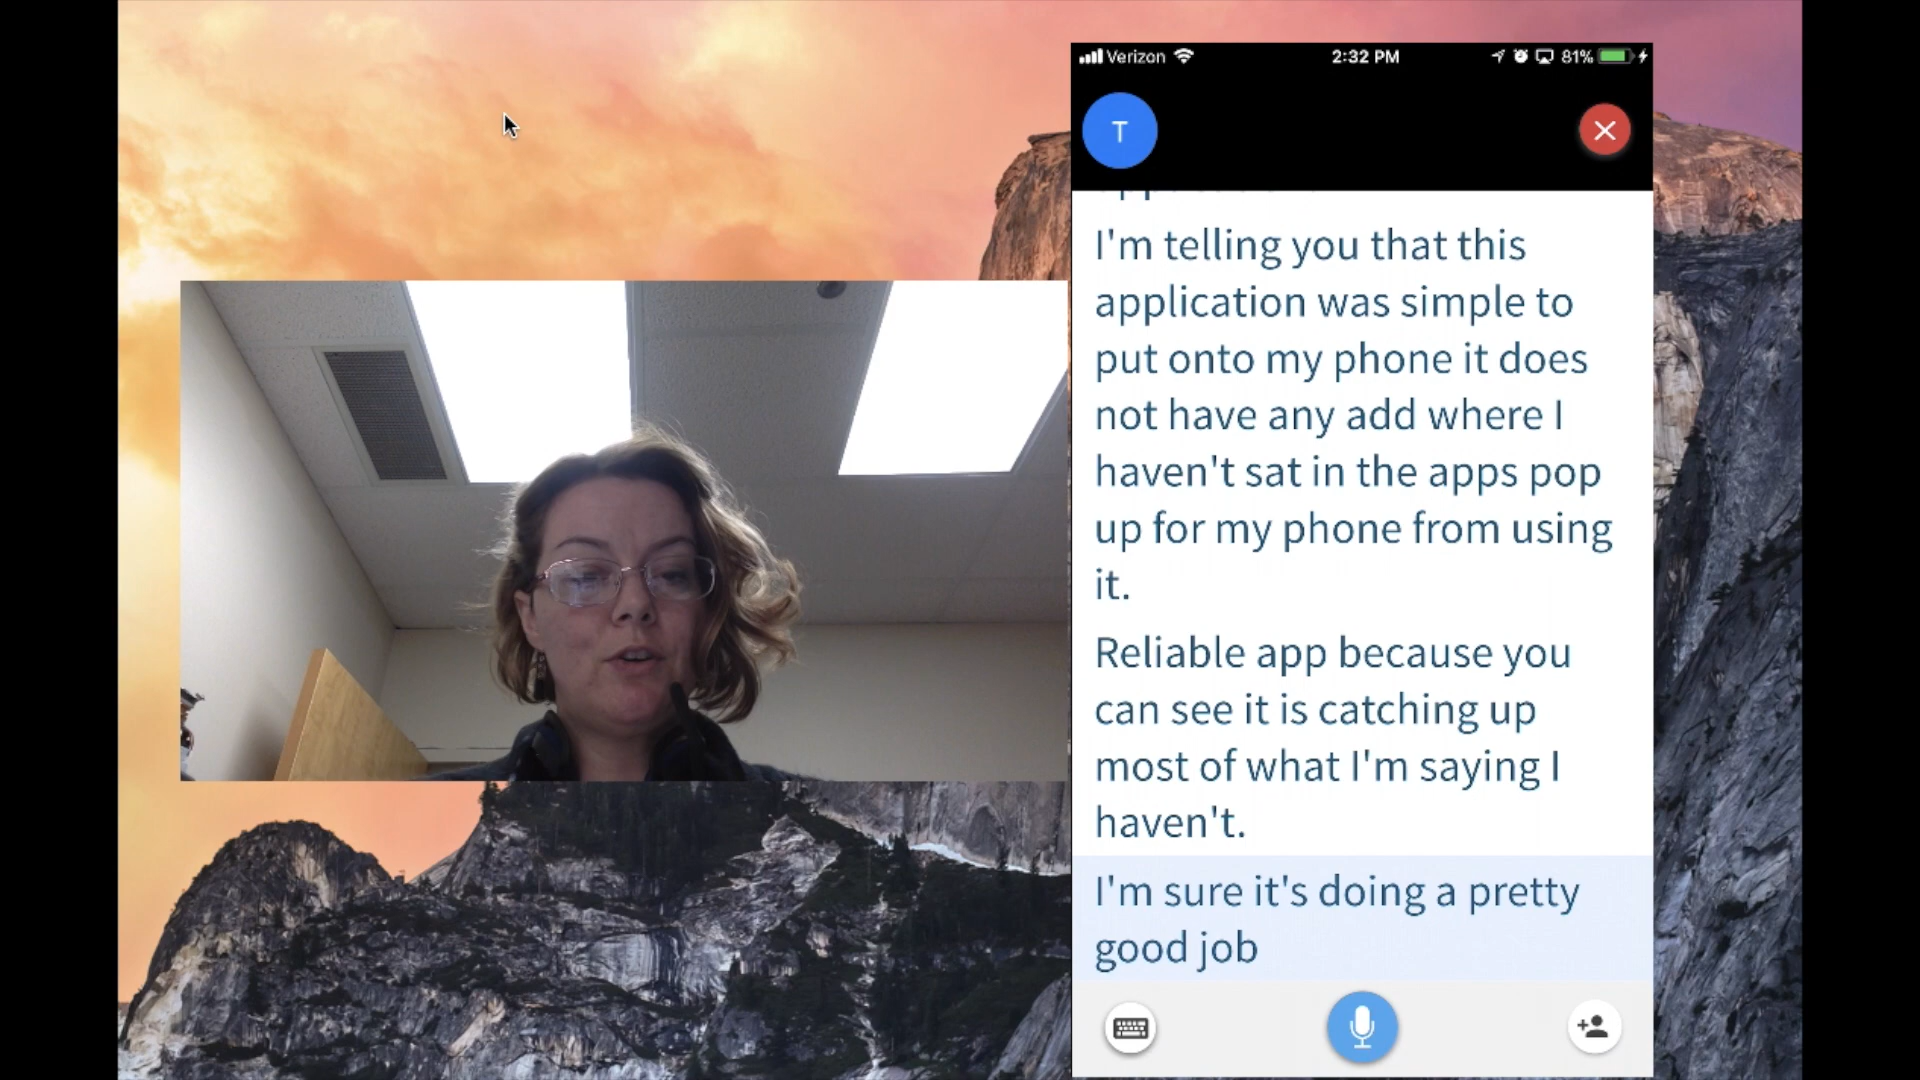 Verizon 2:32 PM 81%
T
I'm telling you that this
application was simple to
put onto my phone it does
not have any add where I
haven't sat in the apps pop
up for my phone from using
it.
Reliable app because you
can see it is catching up
most of what I'm saying I
haven't.
I'm sure it's doing a pretty
good job